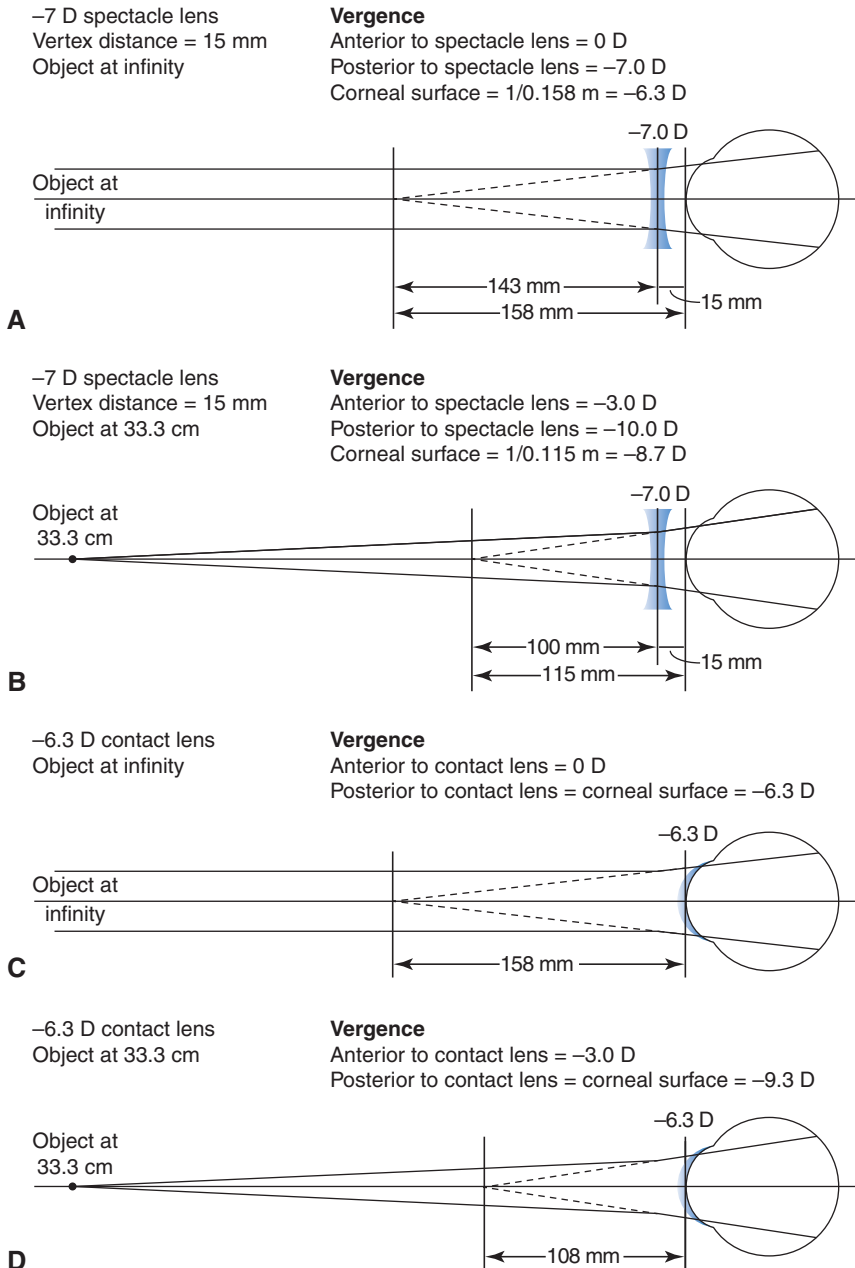 –7 D spectacle lens
Vertex distance = 15 mm
Object at infinity
Vergence
Anterior to spectacle lens = 0 D
Posterior to spectacle lens = –7.0 D
Corneal surface = 1/0.158 m = –6.3 D
–7.0 D
Object at
infinity
143 mm
15 mm
158 mm
A
–7 D spectacle lens
Vertex distance = 15 mm
Object at 33.3 cm
Vergence
Anterior to spectacle lens = –3.0 D
Posterior to spectacle lens = –10.0 D
Corneal surface = 1/0.115 m = –8.7 D
–7.0 D
Object at
33.3 cm
100 mm
15 mm
115 mm
B
–6.3 D contact lens
Object at infinity
Vergence
Anterior to contact lens = 0 D
Posterior to contact lens = corneal surface = –6.3 D
–6.3 D
Object at
infinity
158 mm
C
–6.3 D contact lens
Object at 33.3 cm
Vergence
Anterior to contact lens = –3.0 D
Posterior to contact lens = corneal surface = –9.3 D
–6.3 D
Object at
33.3 cm
108 mm
D